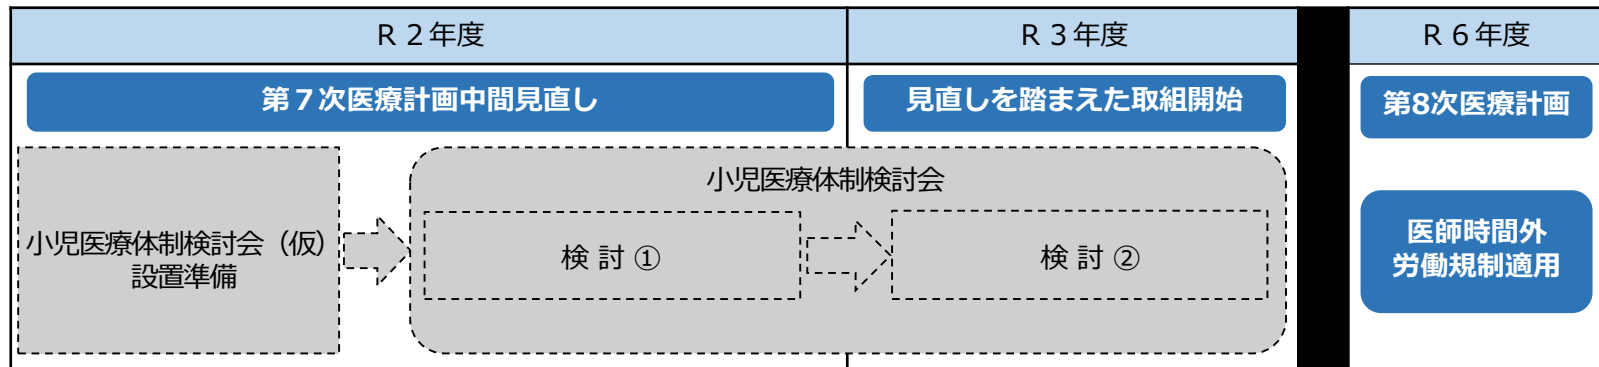 R２年度
R３年度
R６年度
第７次医療計画中間見直し
見直しを踏まえた取組開始
第8次医療計画
小児医療体制検討会（仮）
設置準備
小児医療体制検討会
検 討 ①
検 討 ②
医師時間外
労働規制適用